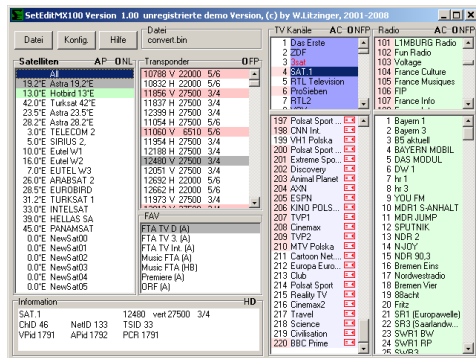 SetEditMX100 Version 1.00 unregistrierte demo Version, (c) by W.Litzinger, 2001-2008
Datei
Konfig.
Hilfe
Datei
convert.bin
Satelliten AP ONL
All
19.2°E Astra 19,2°E
13.0°E Hotbird 13°E
42.0°E Turksat 42°E
23.5°E Astra 23.5°E
28.2°E Astra 28.2°E
3.0°E TELECOM 2
5.0°E SIRIUS 2,
10.0°E Eutel W1
16.0°E Eutel W2
7.0°E EUTEL W3
26.0°E ARABSAT 2
28.5°E EUROBIRD
31.2°E TURKSAT 1
33.0°E INTELSAT
39.0°E HELLAS SA
45.0°E PANAMSAT
0.0°E NewSat00
0.0°E NewSat01
0.0°E NewSat02
0.0°E NewSat03
0.0°E NewSat04
0.0°E NewSat05
Transponder OFP
10788 V 22000 5/6
10832 H 22000 5/6
11856 V 27500 3/4
11837 H 27500 3/4
12399 H 27500 3/4
11054 H 27500 5/6
11060 V 6510 5/6
11954 H 27500 3/4
12188 H 27500 3/4
12480 V 27500 3/4
12051 V 27500 3/4
12692 H 22000 5/6
12662 H 22000 5/6
11973 V 27500 3/4
FAV
FTA TV D (A)
FTA TV 3. (A)
FTA TV Int. (A)
Music FTA (A)
Music FTA (HB)
Premiere (A)
ORF (A)
Information HD
SAT.1 12480 vert 27500 3/4
ChID 46 NetID 133 TSID 33
VPid 1791 APid 1792 PCR 1791
TV Kanäle AC ONFP
1 Das Erste
2 ZDF
3 3sat
4 SAT.1
5 RTL Television
6 ProSieben
7 RTL2
197 Polsat Sport ...
198 CNN Int.
199 VH1 Polska
200 Polsat Sport ...
201 Extreme Spo...
202 Discovery
203 Animal Planet
204 AXN
205 ESPN
206 KINO POLS...
207 TVP1
208 Cinemax
209 TVP2
210 MTV Polska
211 Cartoon Net....
212 Europa Euro...
213 Club
214 Polsat Sport
215 Reality TV
216 Cinemax2
217 Travel
218 Science
219 Civilisation
220 BBC Prime
Radio AC ONFP
101 L1MBURG Radio
102 Fun Radio
103 Voltage
104 France Culture
105 France Musiques
106 FIP
107 France Info
1 Bayern 1
2 Bayern 3
3 B5 aktuell
4 BAYERN MOBIL
5 DAS MODUL
6 DW 1
7 hr 1
8 hr 3
9 YOU FM
10 MDR1 S-ANHALT
11 MDR JUMP
12 SPUTNIK
13 NDR 2
14 N-JOY
15 NDR 90,3
16 Bremen Eins
17 Nordwestradio
18 Bremen Vier
19 88acht
20 Fritz
21 SR1 (Europawelle)
22 SR3 (Saarlandw...
23 SWR1 BW
24 SWR1 RP
25 SWR3